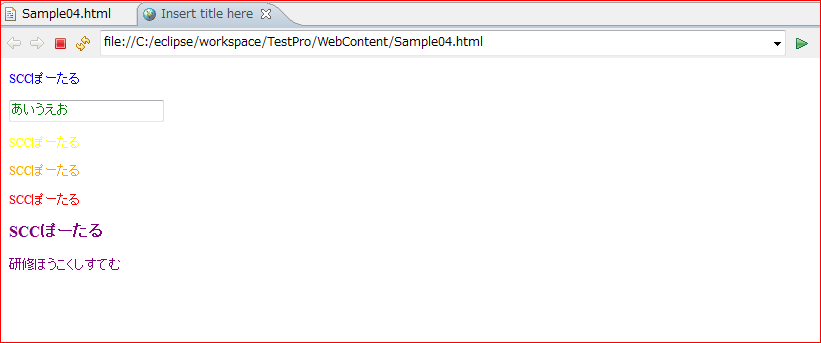 Sample04.html Insert title here
file://C:/eclipse/workspace/TestPro/WebContent/Sample04.html
SCCぽーたる
あいうえお
SCCぽーたる
SCCぽーたる
SCCぽーたる
SCCぽーたる
研修ほうこくしすてむ